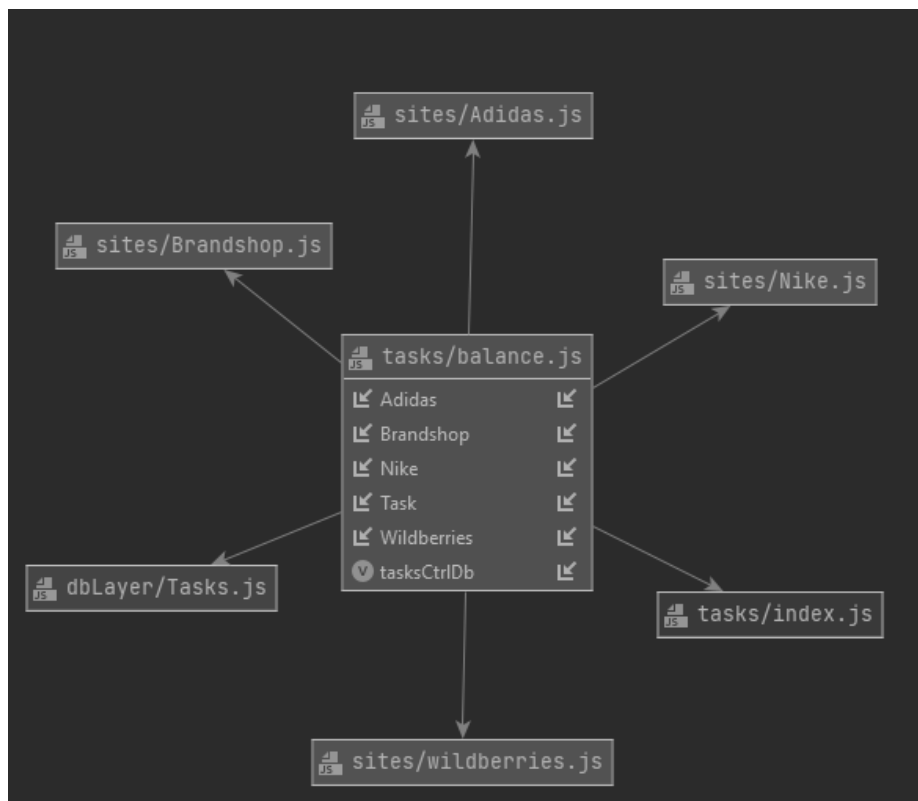 sites/Adidas.js
sites/Brandshop.js
sites/Nike.js
tasks/balance.js
Adidas
Brandshop
Nike
Task
Wildberries
tasksCtrlDb
dbLayer/Tasks.js
tasks/index.js
sites/wildberries.js